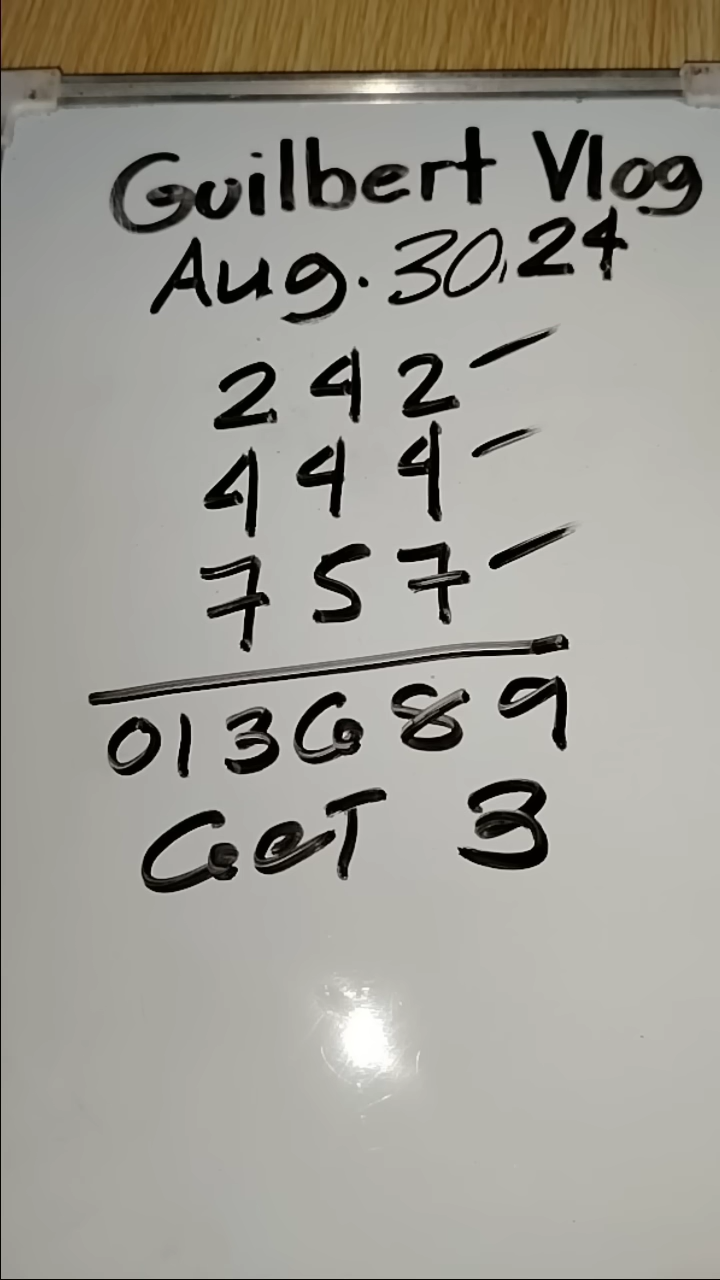 Guilbert Vlog
Aug. 30, 24
242-
444-
757-
013689
GeT 3